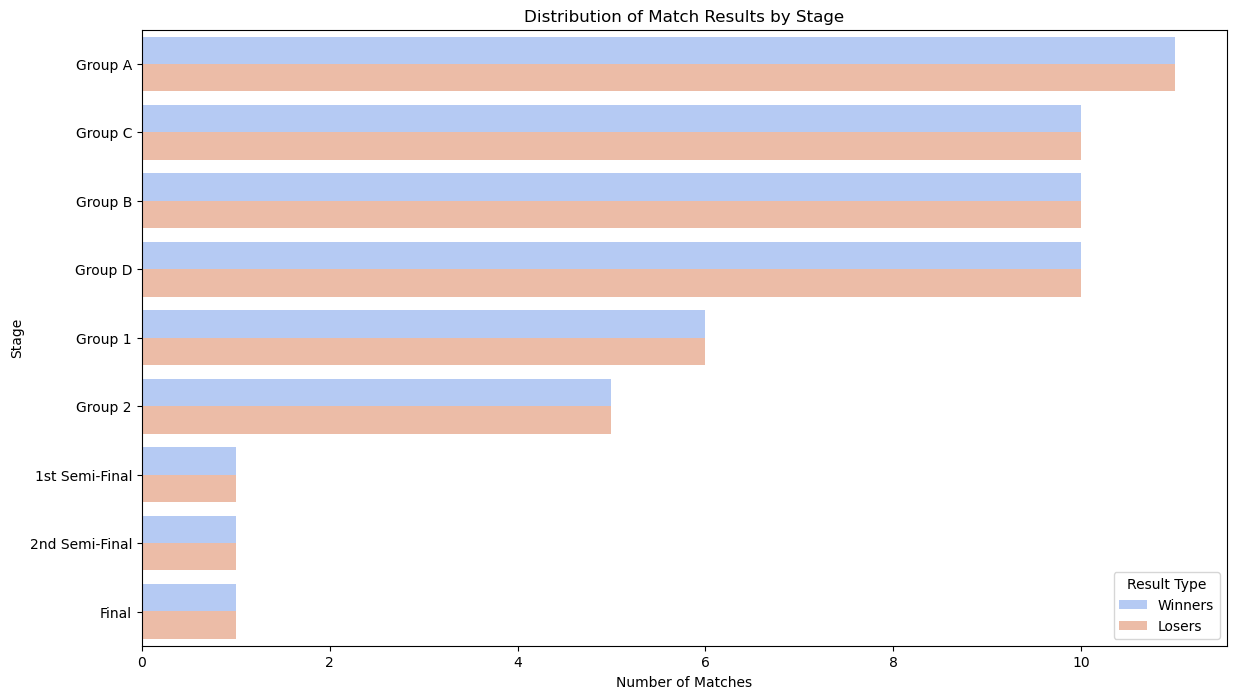 Distribution of Match Results by Stage
Group A
Group C
Group B
Group D
Group 1
Group 2
1st Semi-Final
2nd Semi-Final
Final
Stage
0 2 4 6 8 10
Number of Matches
Result Type
Winners
Losers